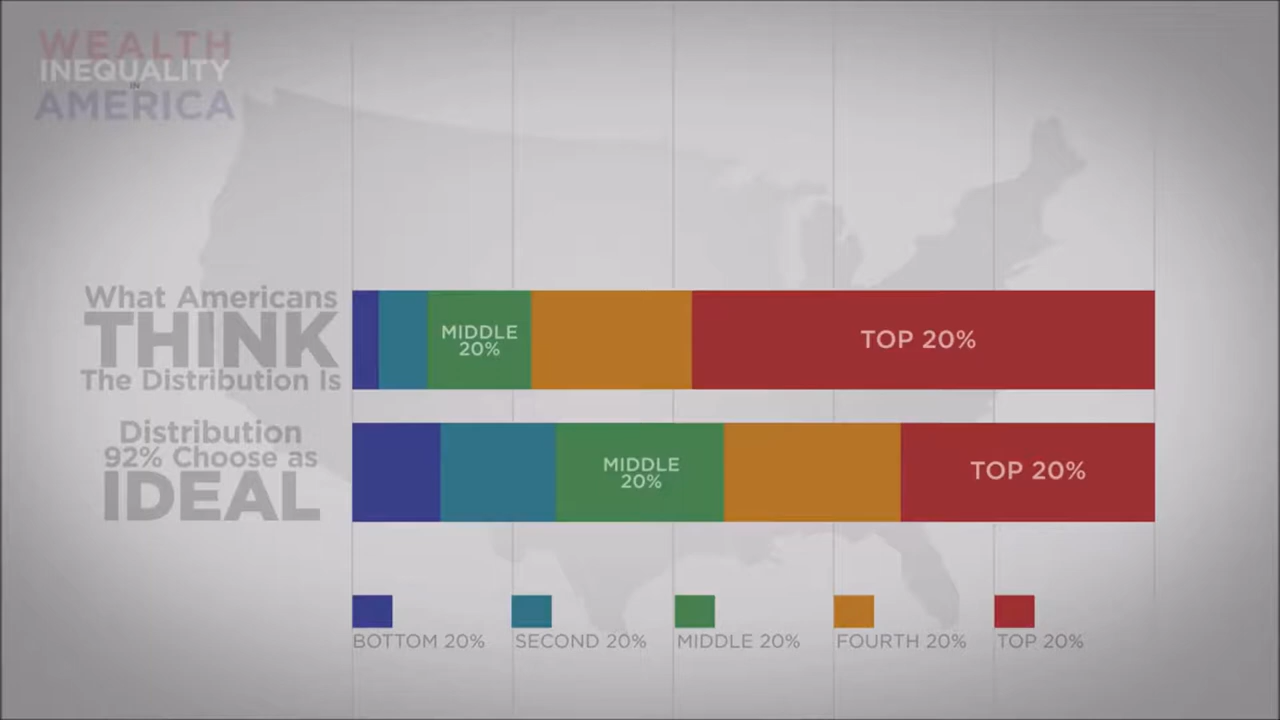 WEALTH
INEQUALITY
IN
AMERICA
What Americans
THINK
The Distribution Is
MIDDLE
20%
TOP 20%
Distribution
92% Choose as
IDEAL
MIDDLE
20%
TOP 20%
BOTTOM 20%
SECOND 20%
MIDDLE 20%
FOURTH 20%
TOP 20%